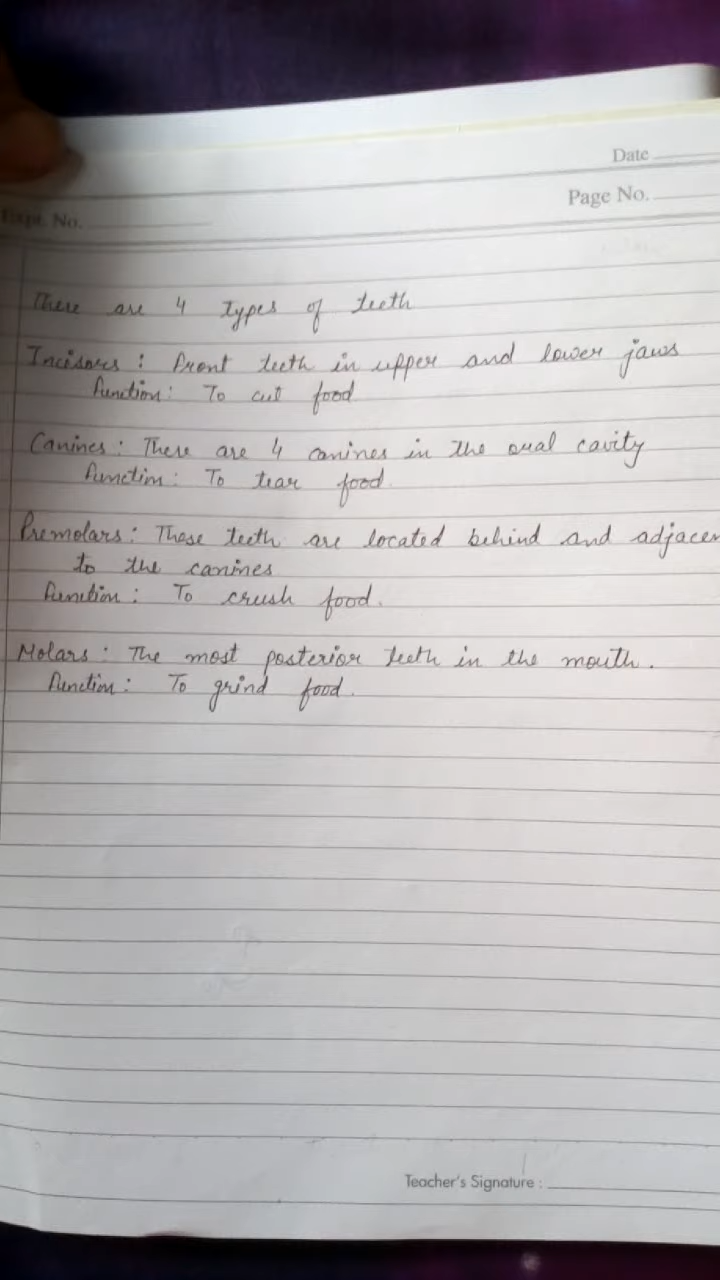 Date
Page No.
Expt. No.
There are 4 types of teeth
Incisors : Front teeth in upper and lower jaws
Function : To cut food
Canines : There are 4 canines in the oral cavity
Function : To tear food.
Premolars : These teeth are located behind and adjacen
to the canines
Function : To crush food.
Molars : The most posterior teeth in the mouth.
Function : To grind food.
Teacher's Signature :